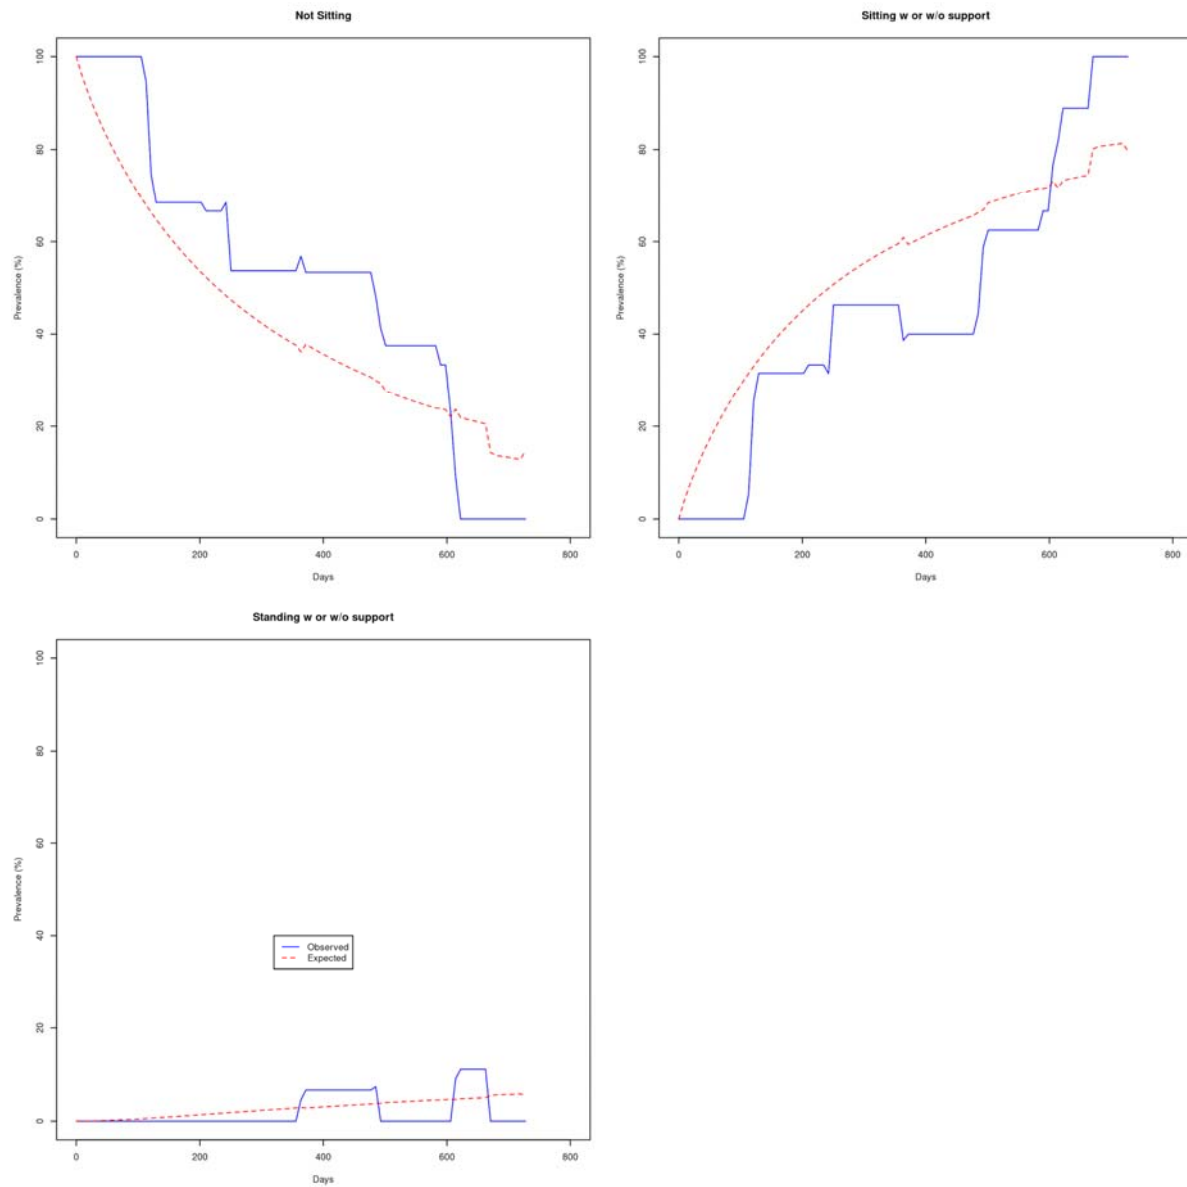 Not Sitting
Prevalence (%)
100
80
60
40
20
0
0 200 400 600 800
Days
Sitting w or w/o support
Prevalence (%)
100
80
60
40
20
0
0 200 400 600 800
Days
Standing w or w/o support
Prevalence (%)
100
80
60
40
20
0
Observed
Expected
0 200 400 600 800
Days